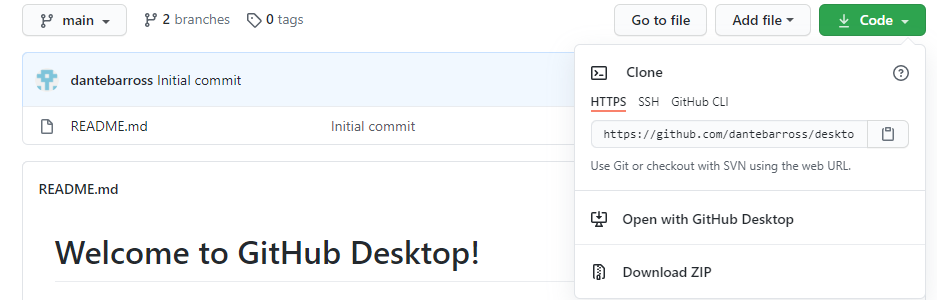 main 2 branches 0 tags Go to file Add file Code
dantebarross Initial commit
README.md Initial commit
README.md
Welcome to GitHub Desktop!
Clone
HTTPS SSH GitHub CLI
https://github.com/dantebarross/deskto
Use Git or checkout with SVN using the web URL.
Open with GitHub Desktop
Download ZIP